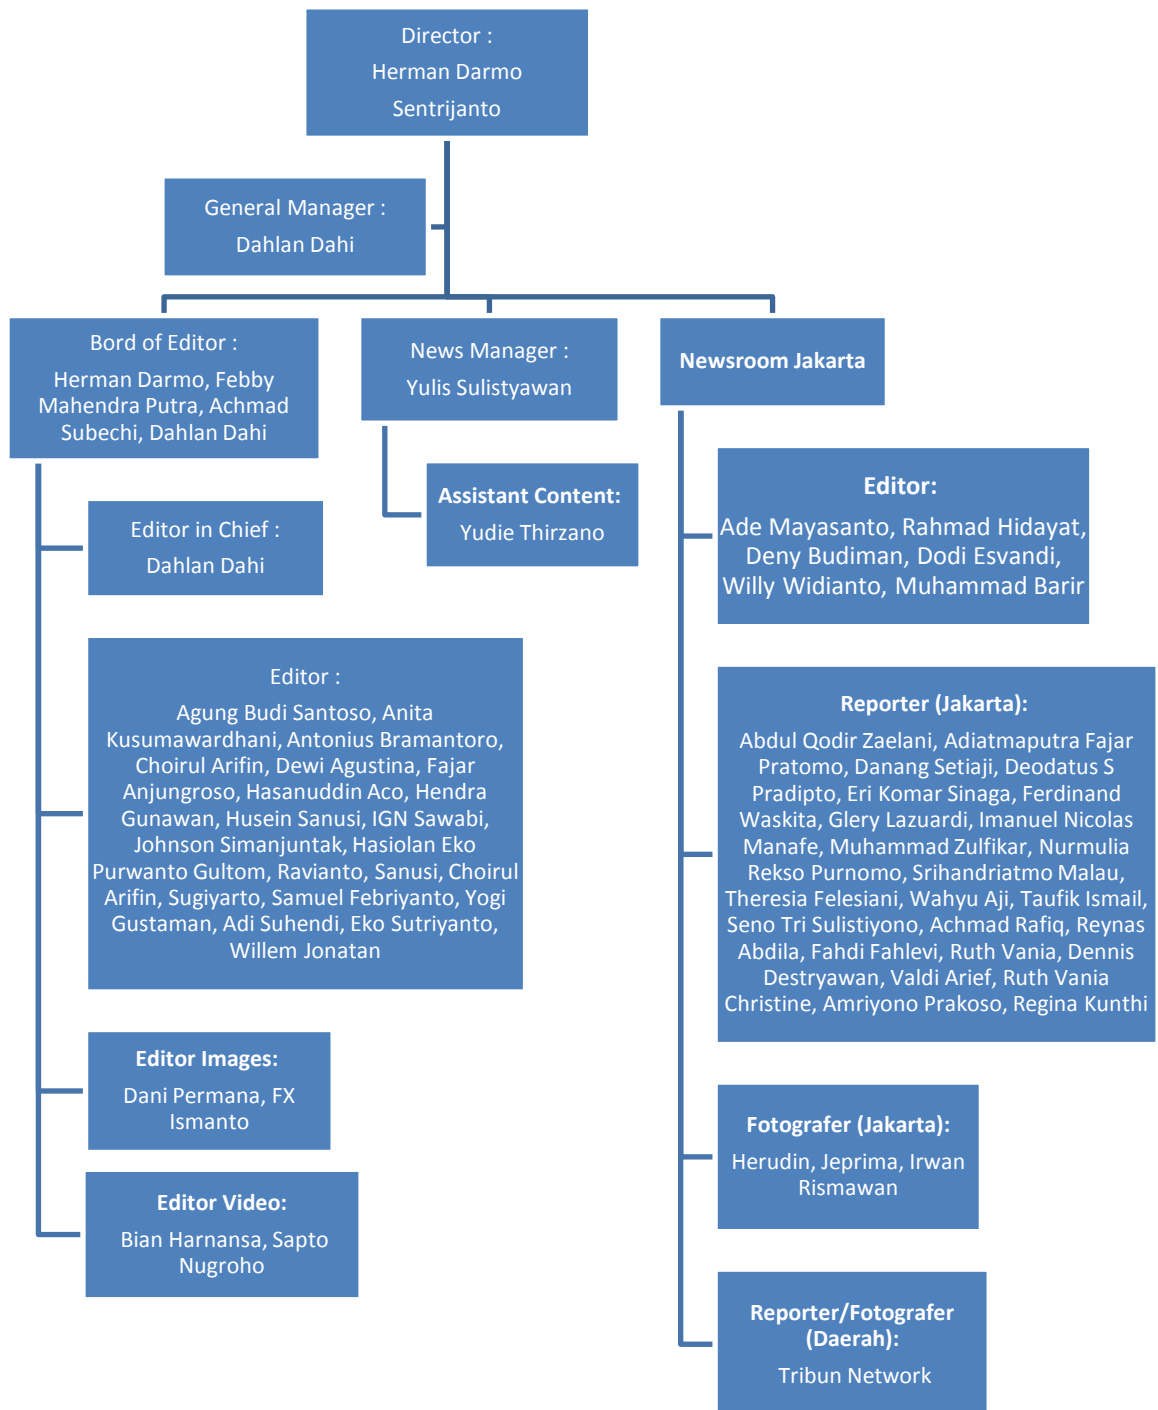 Director :
Herman Darmo
Sentrijanto
General Manager :
Dahlan Dahi
Bord of Editor :
Herman Darmo, Febby
Mahendra Putra, Achmad
Subechi, Dahlan Dahi
News Manager :
Yulis Sulistyawan
Newsroom Jakarta
Editor in Chief :
Dahlan Dahi
Editor :
Agung Budi Santoso, Anita
Kusumawardhani, Antonius Bramantoro,
Choirul Arifin, Dewi Agustina, Fajar
Anjungroso, Hasanuddin Aco, Hendra
Gunawan, Husein Sanusi, IGN Sawabi,
Johnson Simanjuntak, Hasiolan Eko
Purwanto Gultom, Ravianto, Sanusi, Choirul
Arifin, Sugiyarto, Samuel Febriyanto, Yogi
Gustaman, Adi Suhendi, Eko Sutriyanto,
Willem Jonatan
Editor Images:
Dani Permana, FX
Ismanto
Editor Video:
Bian Harnansa, Sapto
Nugroho
Assistant Content:
Yudie Thirzano
Editor:
Ade Mayasanto, Rahmad Hidayat,
Deny Budiman, Dodi Esvandi,
Willy Widianto, Muhammad Barir
Reporter (Jakarta):
Abdul Qodir Zaelani, Adiatmaputra Fajar
Pratomo, Danang Setiaji, Deodatus S
Pradipto, Eri Komar Sinaga, Ferdinand
Waskita, Glery Lazuardi, Imanuel Nicolas
Manafe, Muhammad Zulfikar, Nurmulia
Rekso Purnomo, Srihandriatmo Malau,
Theresia Felesiani, Wahyu Aji, Taufik Ismail,
Seno Tri Sulistiyono, Achmad Rafiq, Reynas
Abdila, Fahdi Fahlevi, Ruth Vania, Dennis
Destryawan, Valdi Arief, Ruth Vania
Christine, Amriyono Prakoso, Regina Kunthi
Fotografer (Jakarta):
Herudin, Jeprima, Irwan
Rismawan
Reporter/Fotografer
(Daerah):
Tribun Network